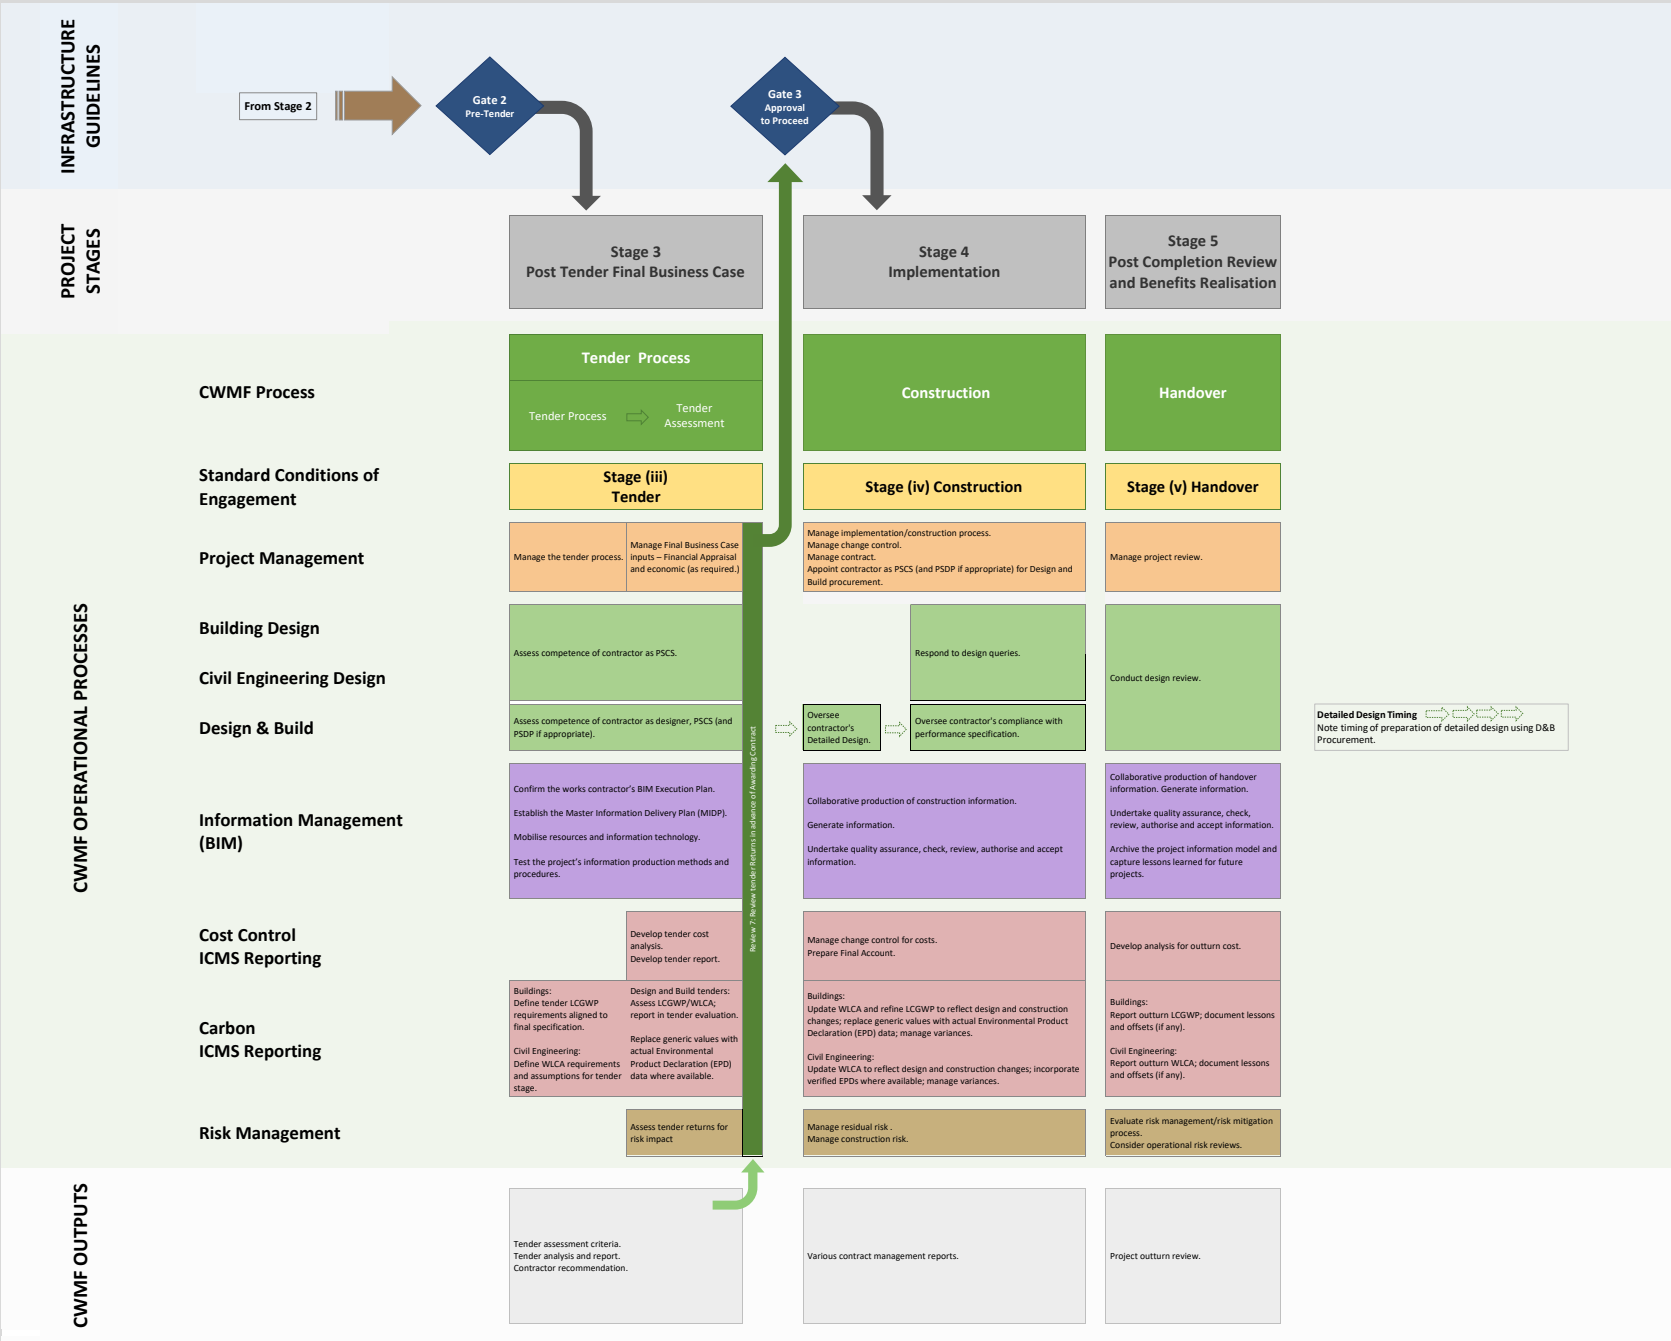 INFRASTRUCTURE
GUIDELINES
From Stage 2
Gate 2
Pre-Tender
Gate 3
Approval
to Proceed
PROJECT
STAGES
Stage 3
Post Tender Final Business Case
Stage 4
Implementation
Stage 5
Post Completion Review
and Benefits Realisation
CWMF OPERATIONAL PROCESSES
CWMF Process
Tender Process
Tender Process
Tender
Assessment
Construction
Handover
Standard Conditions of
Engagement
Stage (iii)
Tender
Stage (iv) Construction
Stage (v) Handover
Project Management
Manage the tender process.
Manage Final Business Case
inputs – Financial Appraisal
and economic (as required.)
Manage implementation/construction process.
Manage change control.
Manage contract.
Appoint contractor as PSCS (and PSDP if appropriate) for Design and
Build procurement.
Manage project review.
Building Design
Civil Engineering Design
Assess competence of contractor as PSCS.
Respond to design queries.
Conduct design review.
Design & Build
Assess competence of contractor as designer, PSCS (and
PSDP if appropriate).
Oversee
contractor's
Detailed Design.
Oversee contractor's compliance with
performance specification.
Detailed Design Timing
Note timing of preparation of detailed design using D&B
Procurement.
Review 7: Review tender Returns in advance of Awarding Contract
Information Management
(BIM)
Confirm the works contractor's BIM Execution Plan.
Establish the Master Information Delivery Plan (MIDP).
Mobilise resources and information technology.
Test the project's information production methods and
procedures.
Collaborative production of construction information.
Generate information.
Undertake quality assurance, check, review, authorise and accept
information.
Collaborative production of handover
information. Generate information.
Undertake quality assurance, check,
review, authorise and accept information.
Archive the project information model and
capture lessons learned for future
projects.
Cost Control
ICMS Reporting
Develop tender cost
analysis.
Develop tender report.
Manage change control for costs.
Prepare Final Account.
Develop analysis for outturn cost.
Carbon
ICMS Reporting
Buildings:
Define tender LCGWP
requirements aligned to
final specification.
Civil Engineering:
Define WLCA requirements
and assumptions for tender
stage.
Design and Build tenders:
Assess LCGWP/WLCA;
report in tender evaluation.
Replace generic values with
actual Environmental
Product Declaration (EPD)
data where available.
Buildings:
Update WLCA and refine LCGWP to reflect design and construction
changes; replace generic values with actual Environmental Product
Declaration (EPD) data; manage variances.
Civil Engineering:
Update WLCA to reflect design and construction changes; incorporate
verified EPDs where available; manage variances.
Buildings:
Report outturn LCGWP; document lessons
and offsets (if any).
Civil Engineering:
Report outturn WLCA; document lessons
and offsets (if any).
Risk Management
Assess tender returns for
risk impact
Manage residual risk .
Manage construction risk.
Evaluate risk management/risk mitigation
process.
Consider operational risk reviews.
CWMF OUTPUTS
Tender assessment criteria.
Tender analysis and report.
Contractor recommendation.
Various contract management reports.
Project outturn review.